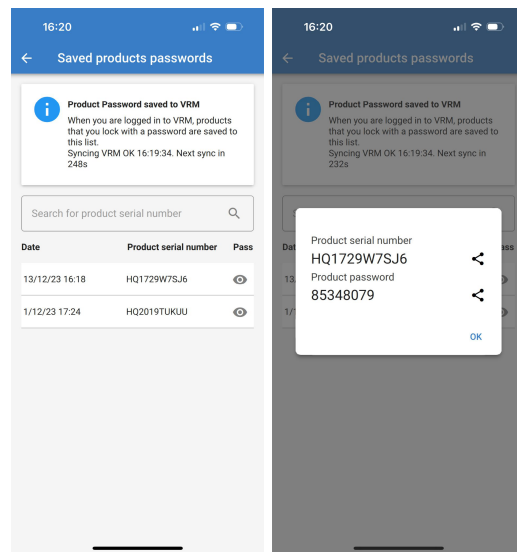 16:20
Saved products passwords
Product Password saved to VRM
When you are logged in to VRM, products
that you lock with a password are saved to
this list.
Syncing VRM OK 16:19:34. Next sync in
248s
Search for product serial number
Date Product serial number Pass
13/12/23 16:18 HQ1729W7SJ6
1/12/23 17:24 HQ2019TUKUU
16:20
Saved products passwords
Product Password saved to VRM
When you are logged in to VRM, products
that you lock with a password are saved to
this list.
Syncing VRM OK 16:19:34. Next sync in
232s
S
Dat ass
13
1/1
Product serial number
HQ1729W7SJ6
Product password
85348079
OK